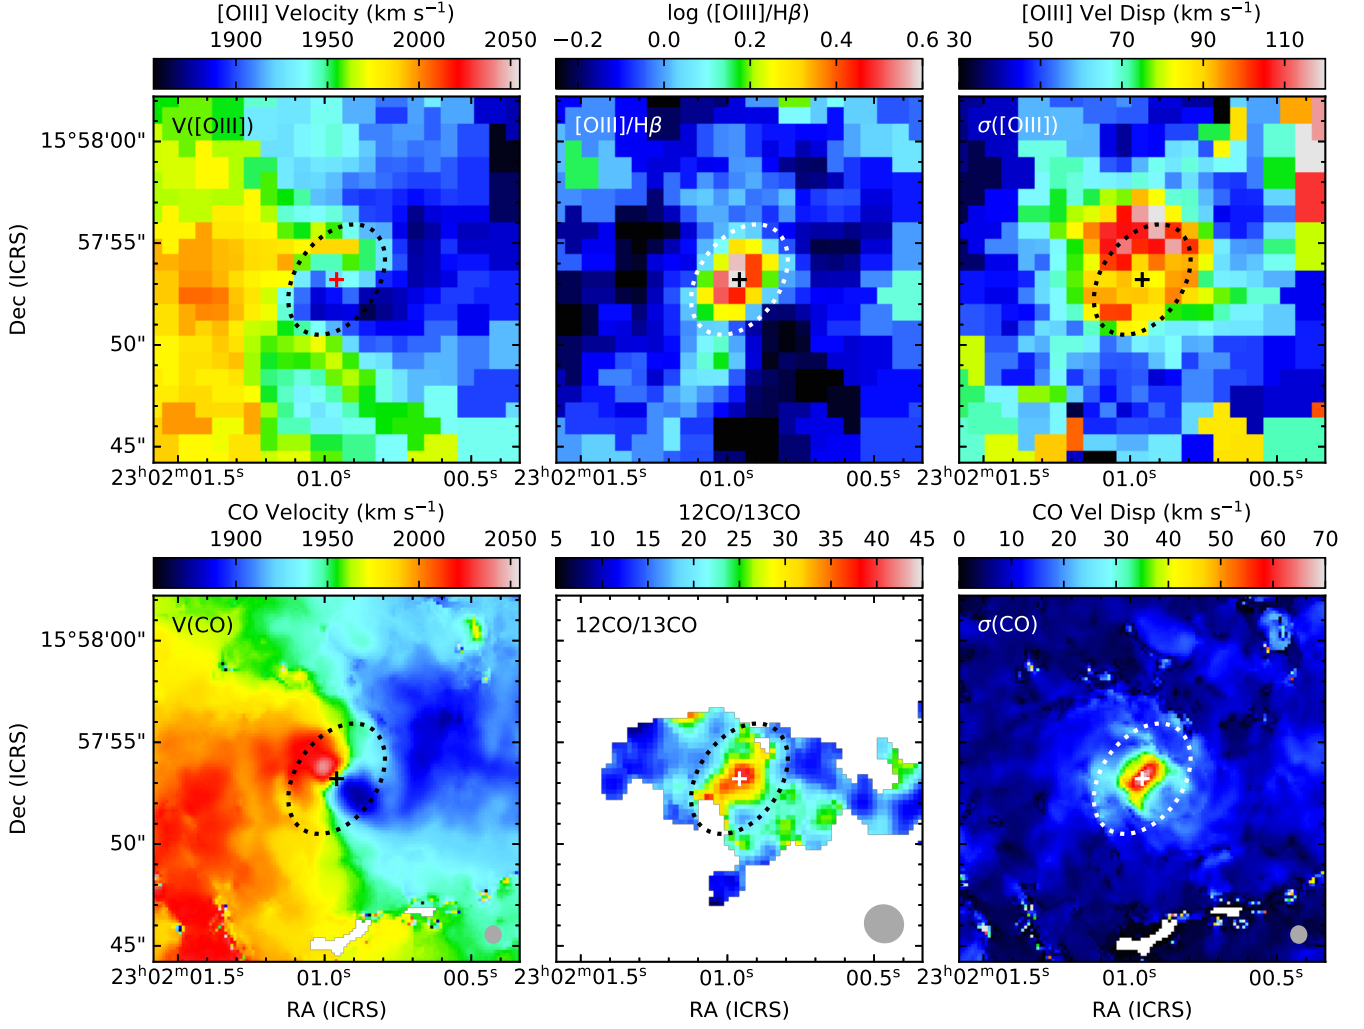 [OIII] Velocity (km s⁻¹)
log ([OIII]/Hβ)
[OIII] Vel Disp (km s⁻¹)
1900 1950 2000 2050
−0.2 0.0 0.2 0.4 0.6
30 50 70 90 110
V([OIII])
[OIII]/Hβ
σ([OIII])
15°58'00"
57'55"
50"
45"
Dec (ICRS)
23ʰ02ᵐ01.5ˢ 01.0ˢ 00.5ˢ
23ʰ02ᵐ01.5ˢ 01.0ˢ 00.5ˢ
23ʰ02ᵐ01.5ˢ 01.0ˢ 00.5ˢ
CO Velocity (km s⁻¹)
12CO/13CO
CO Vel Disp (km s⁻¹)
1900 1950 2000 2050
5 10 15 20 25 30 35 40 45
0 10 20 30 40 50 60 70
V(CO)
12CO/13CO
σ(CO)
15°58'00"
57'55"
50"
45"
Dec (ICRS)
23ʰ02ᵐ01.5ˢ 01.0ˢ 00.5ˢ
23ʰ02ᵐ01.5ˢ 01.0ˢ 00.5ˢ
23ʰ02ᵐ01.5ˢ 01.0ˢ 00.5ˢ
RA (ICRS)
RA (ICRS)
RA (ICRS)